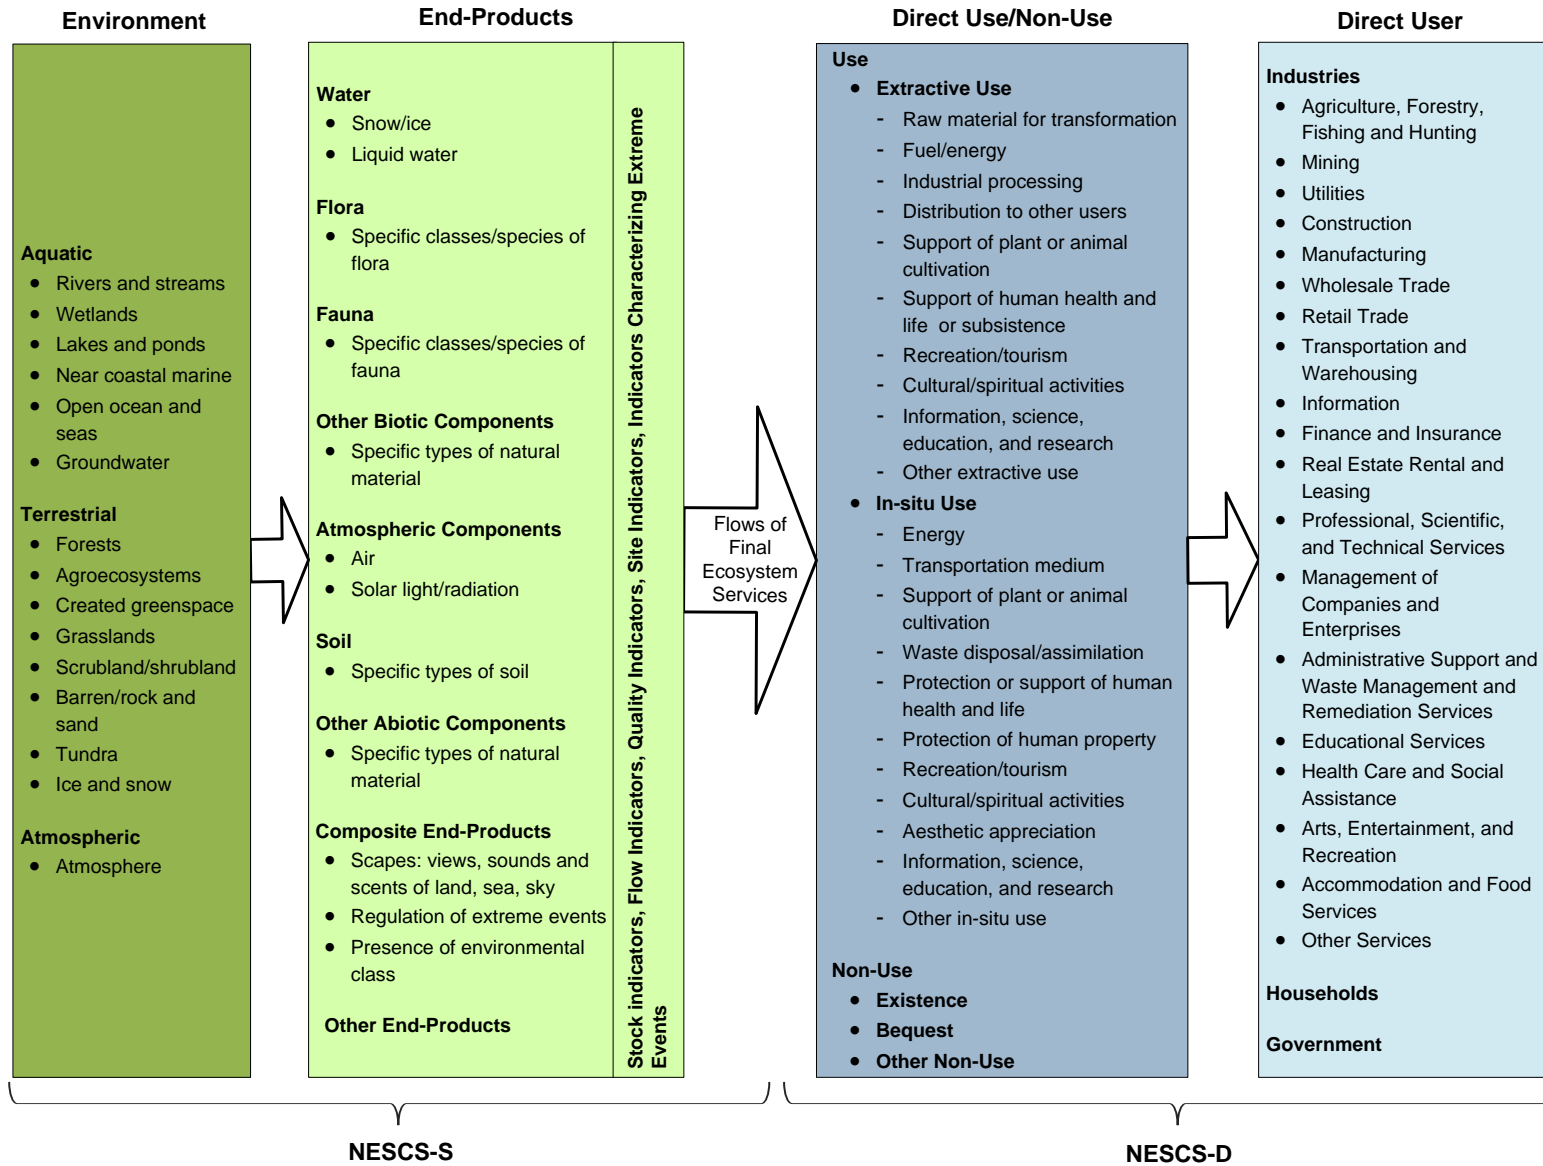 Environment
Aquatic
• Rivers and streams
• Wetlands
• Lakes and ponds
• Near coastal marine
• Open ocean and
seas
• Groundwater
Terrestrial
• Forests
• Agroecosystems
• Created greenspace
• Grasslands
• Scrubland/shrubland
• Barren/rock and
sand
• Tundra
• Ice and snow
Atmospheric
• Atmosphere
End-Products
Water
• Snow/ice
• Liquid water
Flora
• Specific classes/species of
flora
Fauna
• Specific classes/species of
fauna
Other Biotic Components
• Specific types of natural
material
Atmospheric Components
• Air
• Solar light/radiation
Soil
• Specific types of soil
Other Abiotic Components
• Specific types of natural
material
Composite End-Products
• Scapes: views, sounds and
scents of land, sea, sky
• Regulation of extreme events
• Presence of environmental
class
Other End-Products
Stock indicators, Flow Indicators, Quality Indicators, Site Indicators, Indicators Characterizing Extreme
Events
Flows of
Final
Ecosystem
Services
Direct Use/Non-Use
Use
• Extractive Use
- Raw material for transformation
- Fuel/energy
- Industrial processing
- Distribution to other users
- Support of plant or animal
cultivation
- Support of human health and
life or subsistence
- Recreation/tourism
- Cultural/spiritual activities
- Information, science,
education, and research
- Other extractive use
• In-situ Use
- Energy
- Transportation medium
- Support of plant or animal
cultivation
- Waste disposal/assimilation
- Protection or support of human
health and life
- Protection of human property
- Recreation/tourism
- Cultural/spiritual activities
- Aesthetic appreciation
- Information, science,
education, and research
- Other in-situ use
Non-Use
• Existence
• Bequest
• Other Non-Use
Direct User
Industries
• Agriculture, Forestry,
Fishing and Hunting
• Mining
• Utilities
• Construction
• Manufacturing
• Wholesale Trade
• Retail Trade
• Transportation and
Warehousing
• Information
• Finance and Insurance
• Real Estate Rental and
Leasing
• Professional, Scientific,
and Technical Services
• Management of
Companies and
Enterprises
• Administrative Support and
Waste Management and
Remediation Services
• Educational Services
• Health Care and Social
Assistance
• Arts, Entertainment, and
Recreation
• Accommodation and Food
Services
• Other Services
Households
Government
NESCS-S
NESCS-D